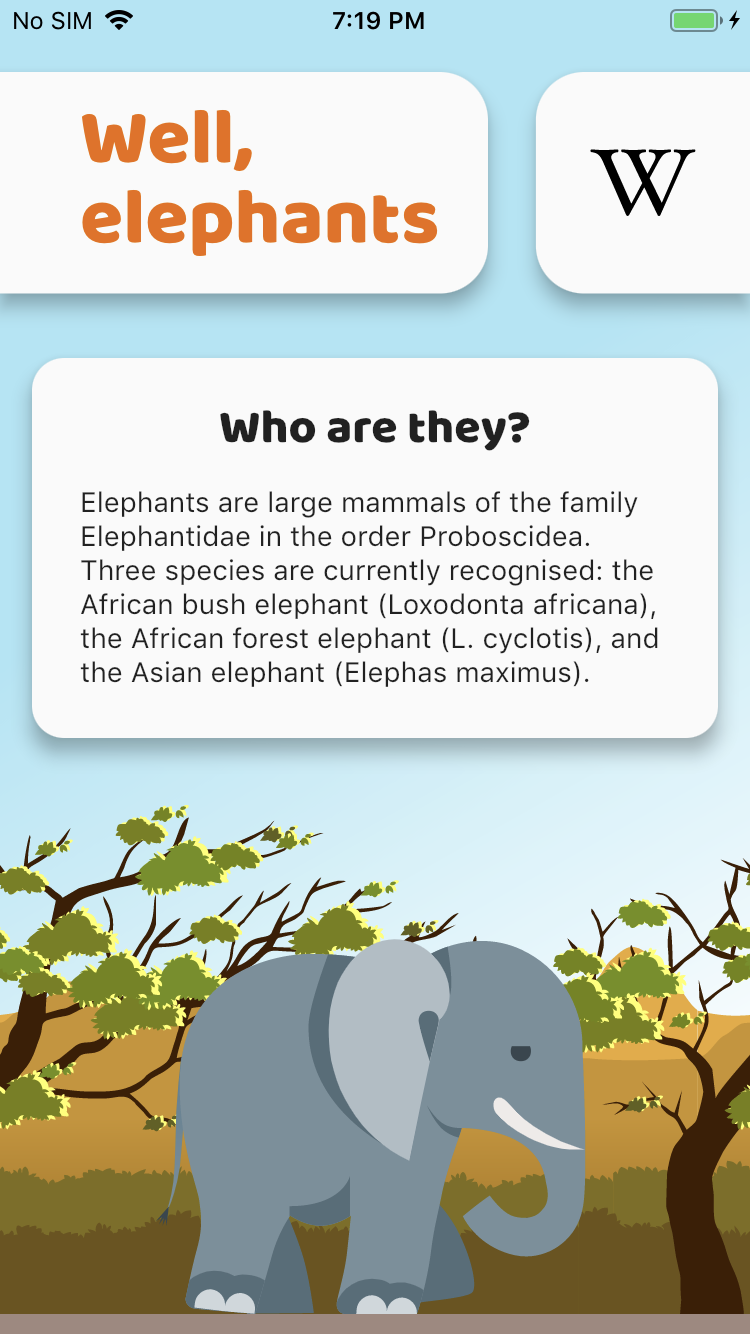 No SIM 7:19 PM
Well,
elephants
W
Who are they?
Elephants are large mammals of the family
Elephantidae in the order Proboscidea.
Three species are currently recognised: the
African bush elephant (Loxodonta africana),
the African forest elephant (L. cyclotis), and
the Asian elephant (Elephas maximus).